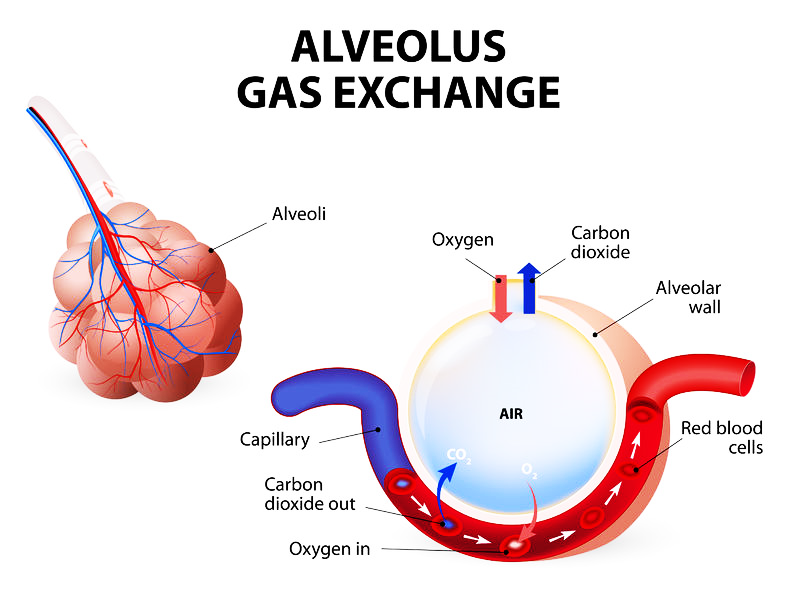 ALVEOLUS
GAS EXCHANGE
Alveoli
Oxygen
Carbon
dioxide
Alveolar
wall
AIR
Capillary
Red blood
cells
CO₂
O₂
Carbon
dioxide out
Oxygen in